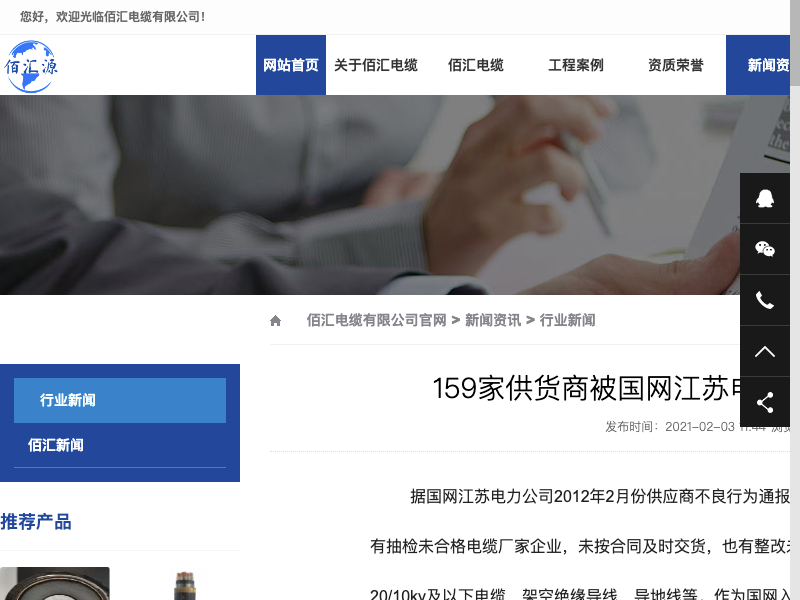 您好，欢迎光临佰汇电缆有限公司！
佰汇源
网站首页 关于佰汇电缆 佰汇电缆 工程案例 资质荣誉 新闻资
佰汇电缆有限公司官网 > 新闻资讯 > 行业新闻
行业新闻
佰汇新闻
推荐产品
159家供货商被国网江苏
发布时间：2021-02-03 11:44 浏
据国网江苏电力公司2012年2月份供应商不良行为通报
有抽检未合格电缆厂家企业，未按合同及时交货，也有整改
20/10kv及以下电缆、架空绝缘导线、导地线等，作为国网入